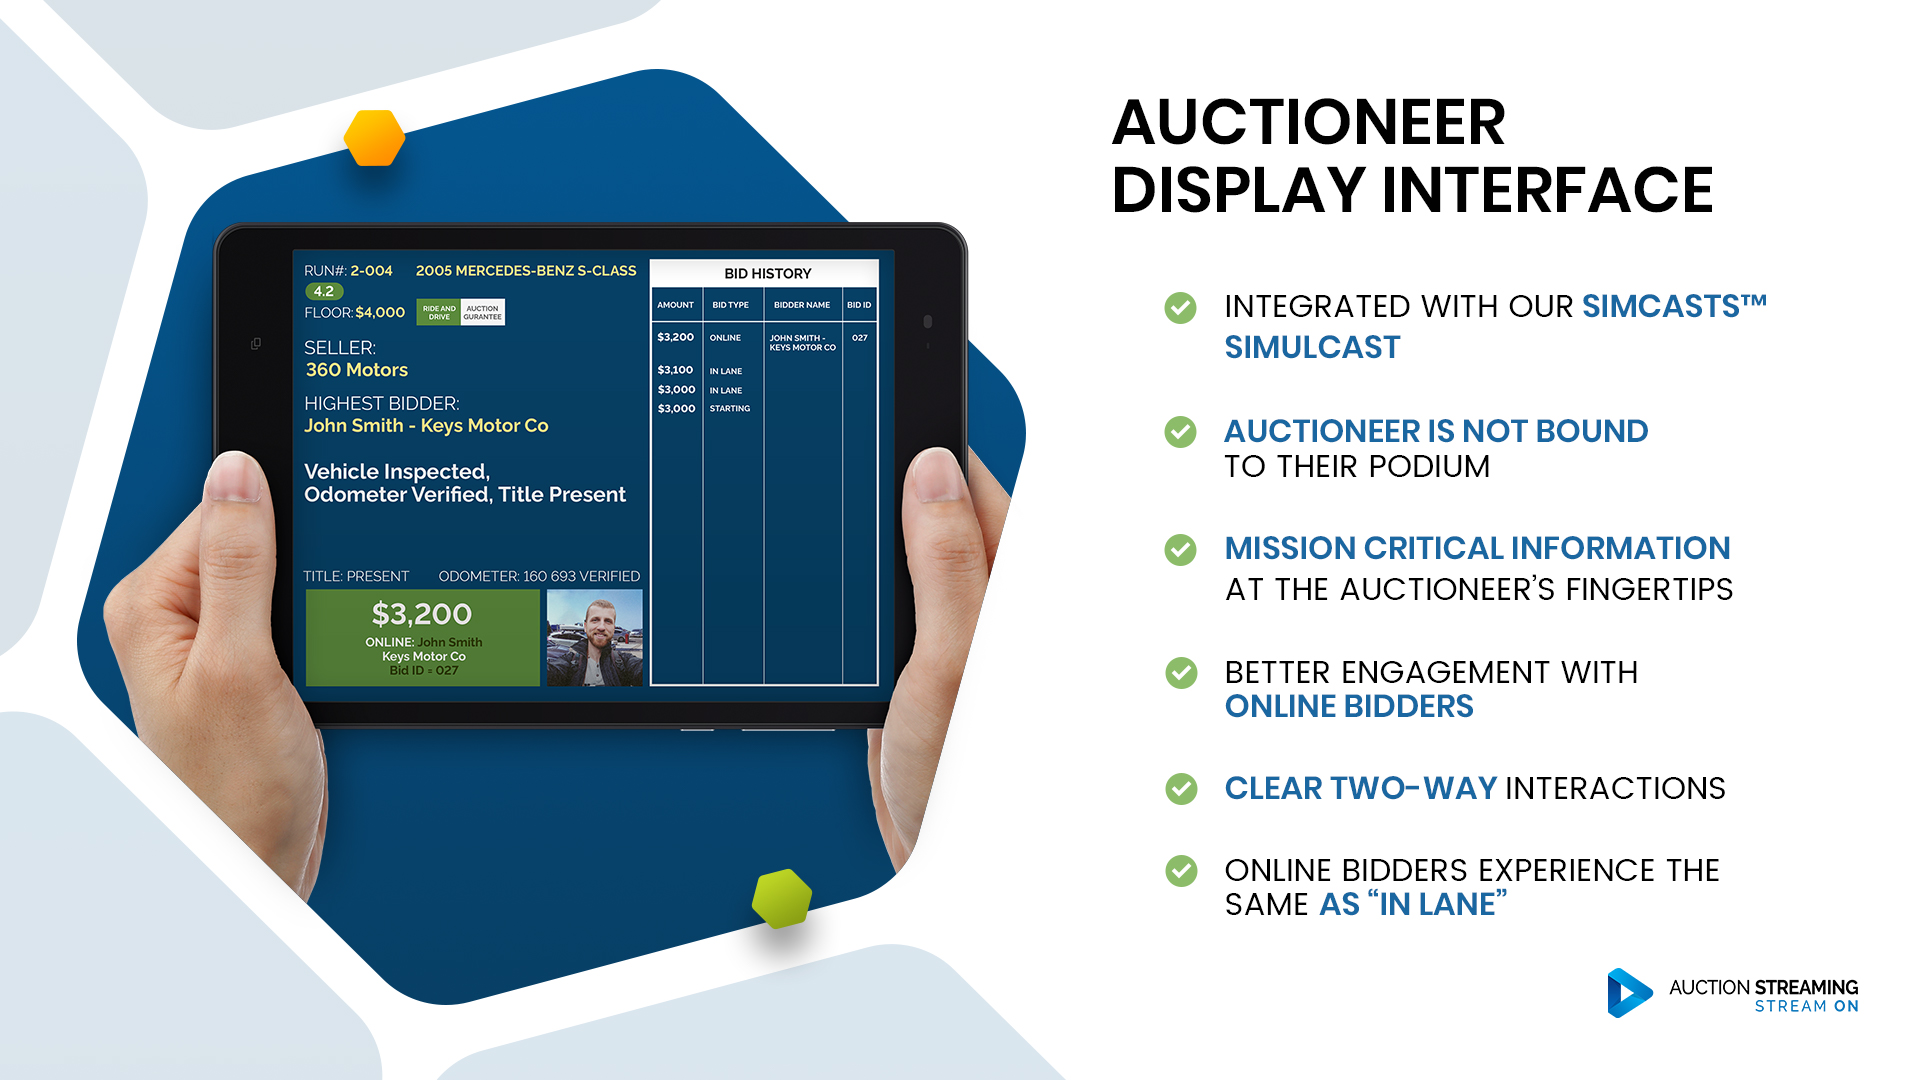 RUN#: 2-004 2005 MERCEDES-BENZ S-CLASS
4.2
FLOOR: $4,000
RIDE AND
DRIVE
AUCTION
GURANTEE
SELLER:
360 Motors
HIGHEST BIDDER:
John Smith - Keys Motor Co
Vehicle Inspected,
Odometer Verified, Title Present
TITLE: PRESENT ODOMETER: 160 693 VERIFIED
$3,200
ONLINE: John Smith
Keys Motor Co
Bid ID = 027
BID HISTORY
AMOUNT BID TYPE BIDDER NAME BID ID
$3,200 ONLINE JOHN SMITH - 027
KEYS MOTOR CO
$3,100 IN LANE
$3,000 IN LANE
$3,000 STARTING
AUCTIONEER
DISPLAY INTERFACE
INTEGRATED WITH OUR SIMCASTS™
SIMULCAST
AUCTIONEER IS NOT BOUND
TO THEIR PODIUM
MISSION CRITICAL INFORMATION
AT THE AUCTIONEER'S FINGERTIPS
BETTER ENGAGEMENT WITH
ONLINE BIDDERS
CLEAR TWO-WAY INTERACTIONS
ONLINE BIDDERS EXPERIENCE THE
SAME AS “IN LANE”
AUCTION STREAMING
STREAM ON